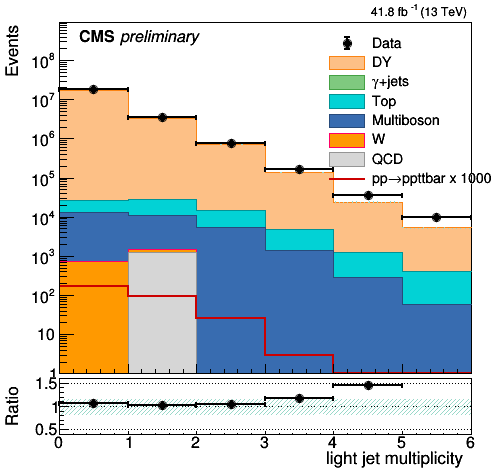 41.8 fb⁻¹ (13 TeV)
CMS preliminary
Events
Data
DY
γ+jets
Top
Multiboson
W
QCD
pp→ppttbar x 1000
10⁸
10⁷
10⁶
10⁵
10⁴
10³
10²
10
1
Ratio
1.5
1
0.5
0 1 2 3 4 5 6
light jet multiplicity